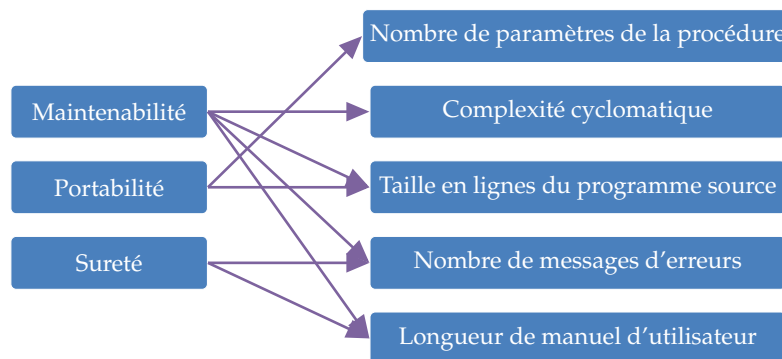 Nombre de paramètres de la procédure
Maintenabilité
Complexité cyclomatique
Portabilité
Taille en lignes du programme source
Sureté
Nombre de messages d'erreurs
Longueur de manuel d'utilisateur